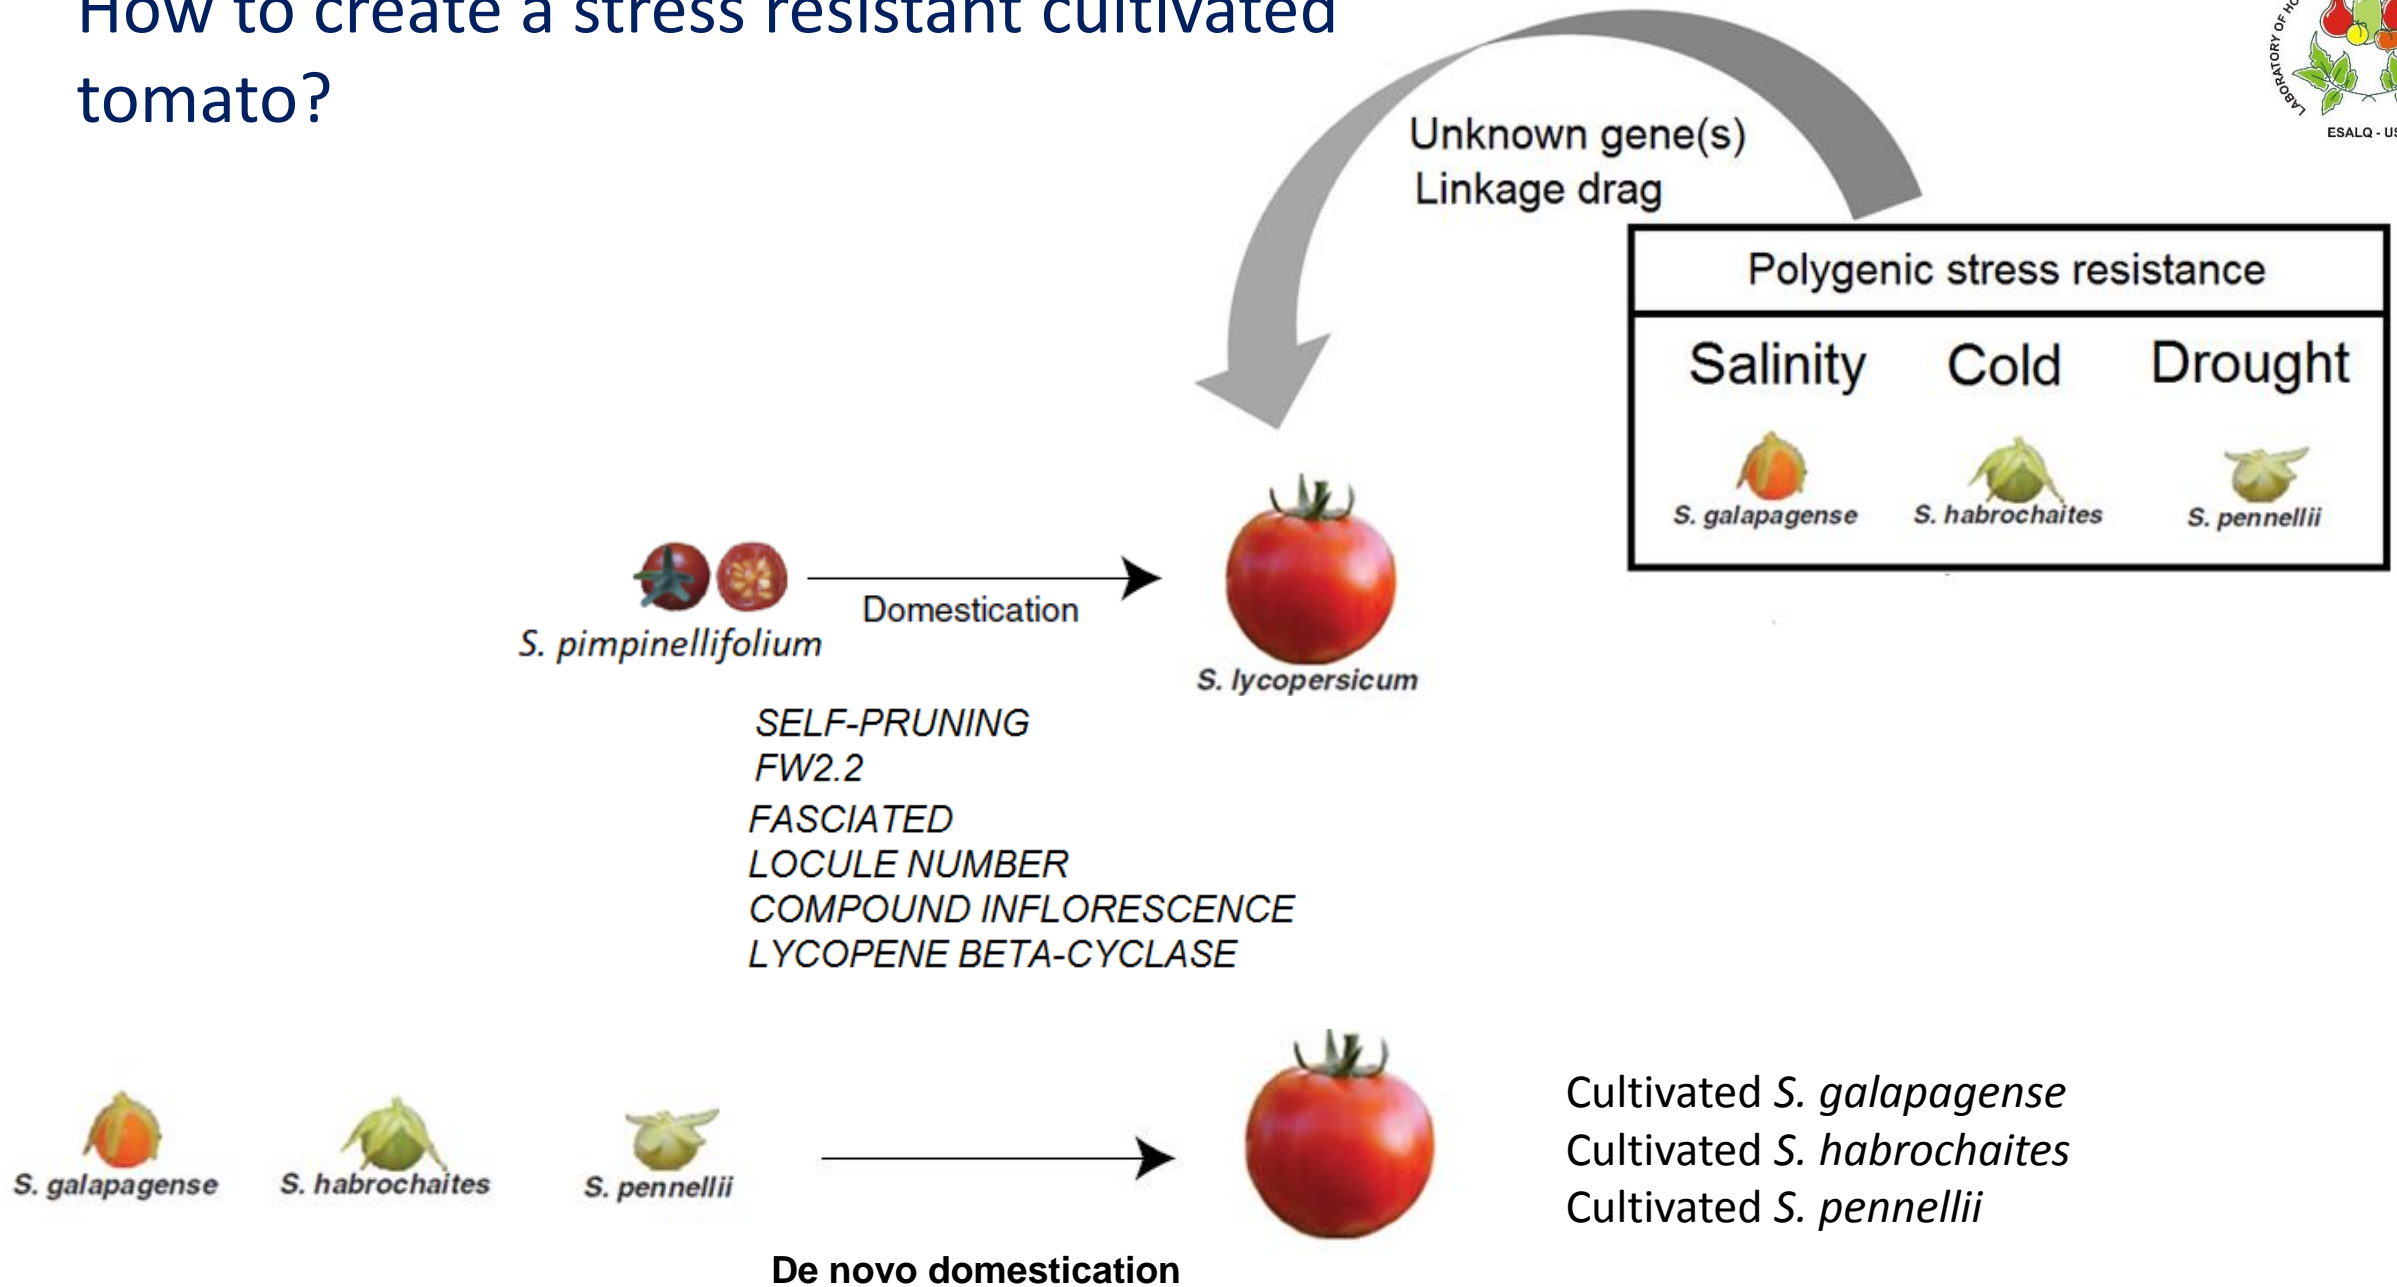 How to create a stress resistant cultivated
tomato?
LABORATORY OF
ESALQ - US
Unknown gene(s)
Linkage drag
Polygenic stress resistance
Salinity Cold Drought
S. galapagense S. habrochaites S. pennellii
Domestication
S. pimpinellifolium
S. lycopersicum
SELF-PRUNING
FW2.2
FASCIATED
LOCULE NUMBER
COMPOUND INFLORESCENCE
LYCOPENE BETA-CYCLASE
S. galapagense S. habrochaites S. pennellii
Cultivated S. galapagense
Cultivated S. habrochaites
Cultivated S. pennellii
De novo domestication